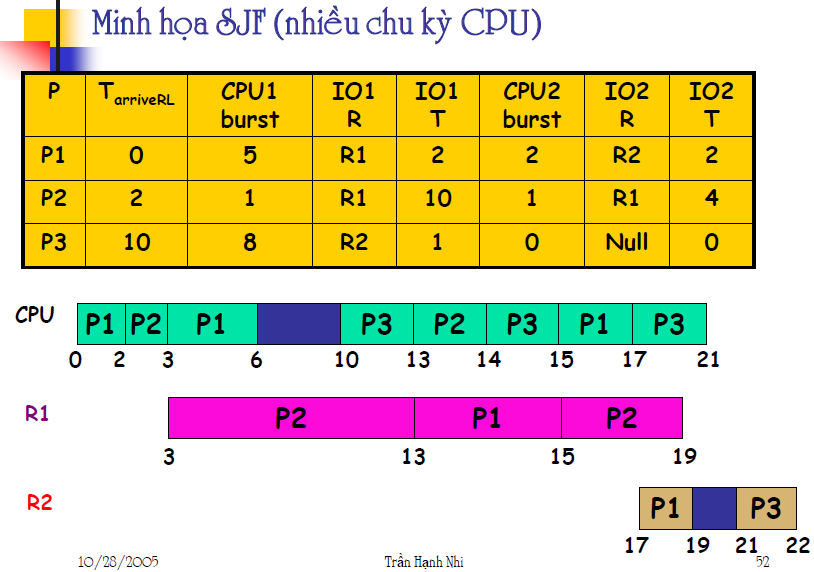 Minh họa SJF (nhiều chu kỳ CPU)
P TarriveRL CPU1 burst IO1 R IO1 T CPU2 burst IO2 R IO2 T
P1 0 5 R1 2 2 R2 2
P2 2 1 R1 10 1 R1 4
P3 10 8 R2 1 0 Null 0
CPU P1 P2 P1 P3 P2 P3 P1 P3
0 2 3 6 10 13 14 15 17 21
R1 P2 P1 P2
3 13 15 19
R2 P1 P3
17 19 21 22
10/28/2005 Trần Hạnh Nhi 52